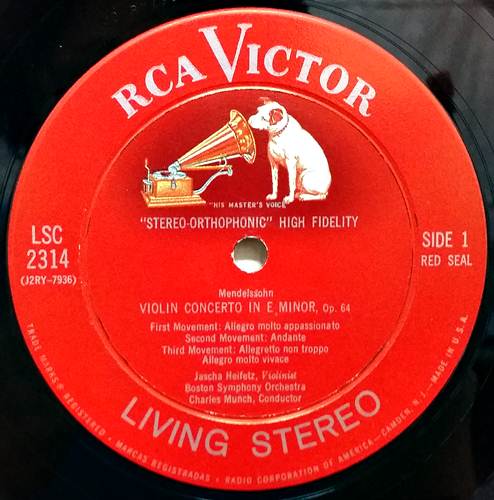 RCA VICTOR
"HIS MASTER'S VOICE"
"STEREO-ORTHOPHONIC" HIGH FIDELITY
LSC
2314
(J2RY-7936)
SIDE 1
RED SEAL
Mendelssohn
VIOLIN CONCERTO IN E MINOR, Op. 64
First Movement: Allegro molto appassionato
Second Movement: Andante
Third Movement: Allegretto non troppo
Allegro molto vivace
Jascha Heifetz, Violinist
Boston Symphony Orchestra
Charles Munch, Conductor
LIVING STEREO
TRADE MARKS ® REGISTERED • MARCAS REGISTRADAS • RADIO CORPORATION OF AMERICA—CAMDEN, N. J. MADE IN U.S.A.